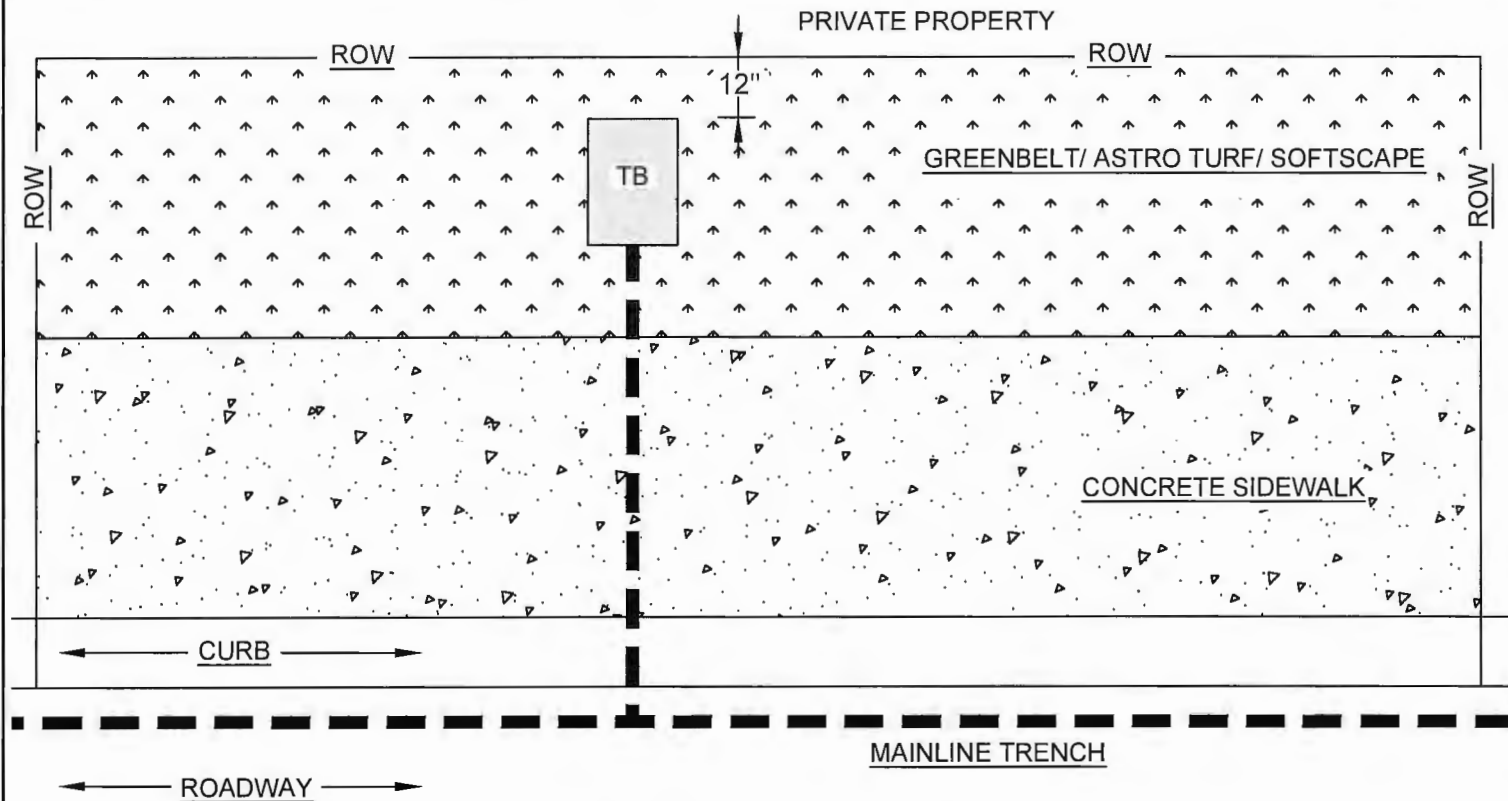 PRIVATE PROPERTY
ROW
ROW
12"
GREENBELT/ ASTRO TURF/ SOFTSCAPE
TB
ROW
ROW
CONCRETE SIDEWALK
CURB
MAINLINE TRENCH
ROADWAY